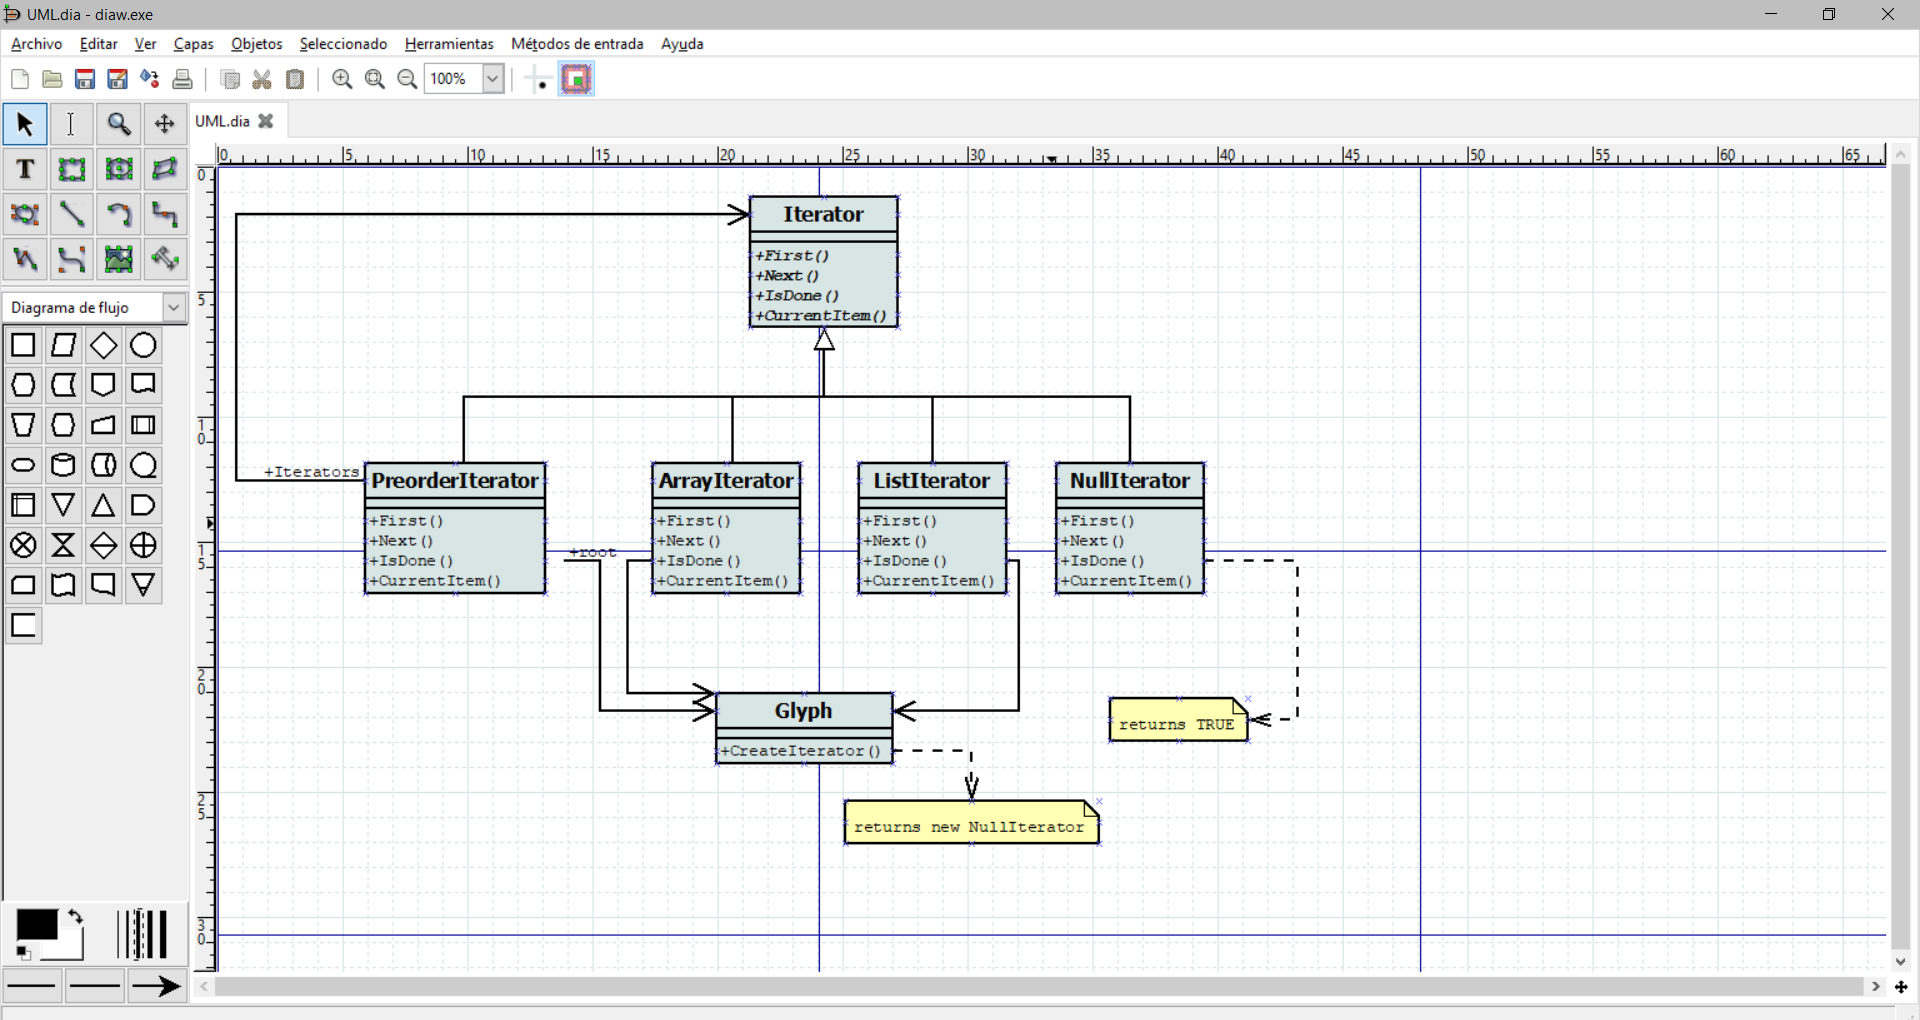 UML.dia - diaw.exe
Archivo Editar Ver Capas Objetos Seleccionado Herramientas Métodos de entrada Ayuda
100%
UML.dia
0 5 10 15 20 25 30 35 40 45 50 55 60 65
0
5
10
15
20
25
30
T
Diagrama de flujo
Iterator
+First()
+Next()
+IsDone()
+CurrentItem()
+Iterators
PreorderIterator
+First()
+Next()
+IsDone()
+CurrentItem()
+root
ArrayIterator
+First()
+Next()
+IsDone()
+CurrentItem()
ListIterator
+First()
+Next()
+IsDone()
+CurrentItem()
NullIterator
+First()
+Next()
+IsDone()
+CurrentItem()
Glyph
+CreateIterator()
returns TRUE
returns new NullIterator